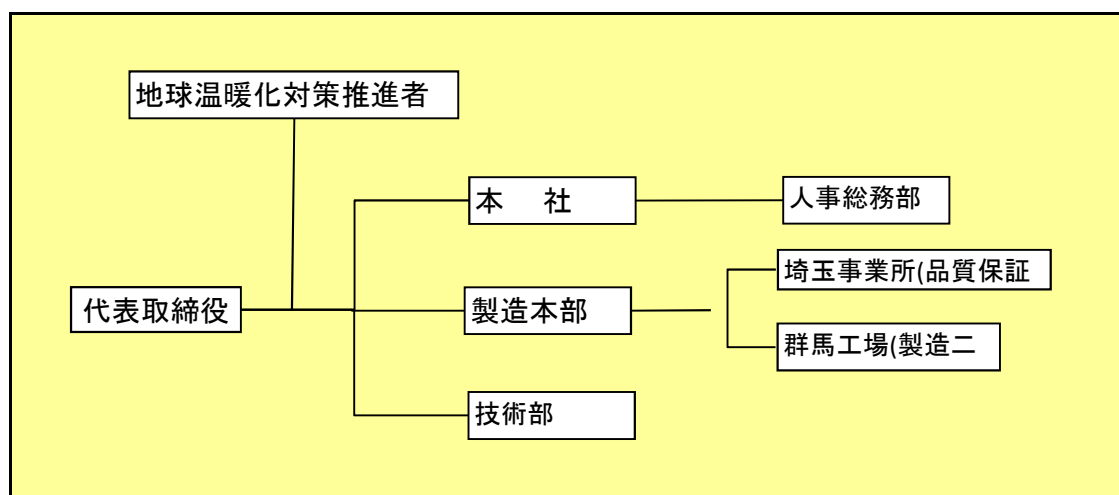 地球温暖化対策推進者
本　社
人事総務部
埼玉事業所(品質保証
代表取締役
製造本部
群馬工場(製造二
技術部